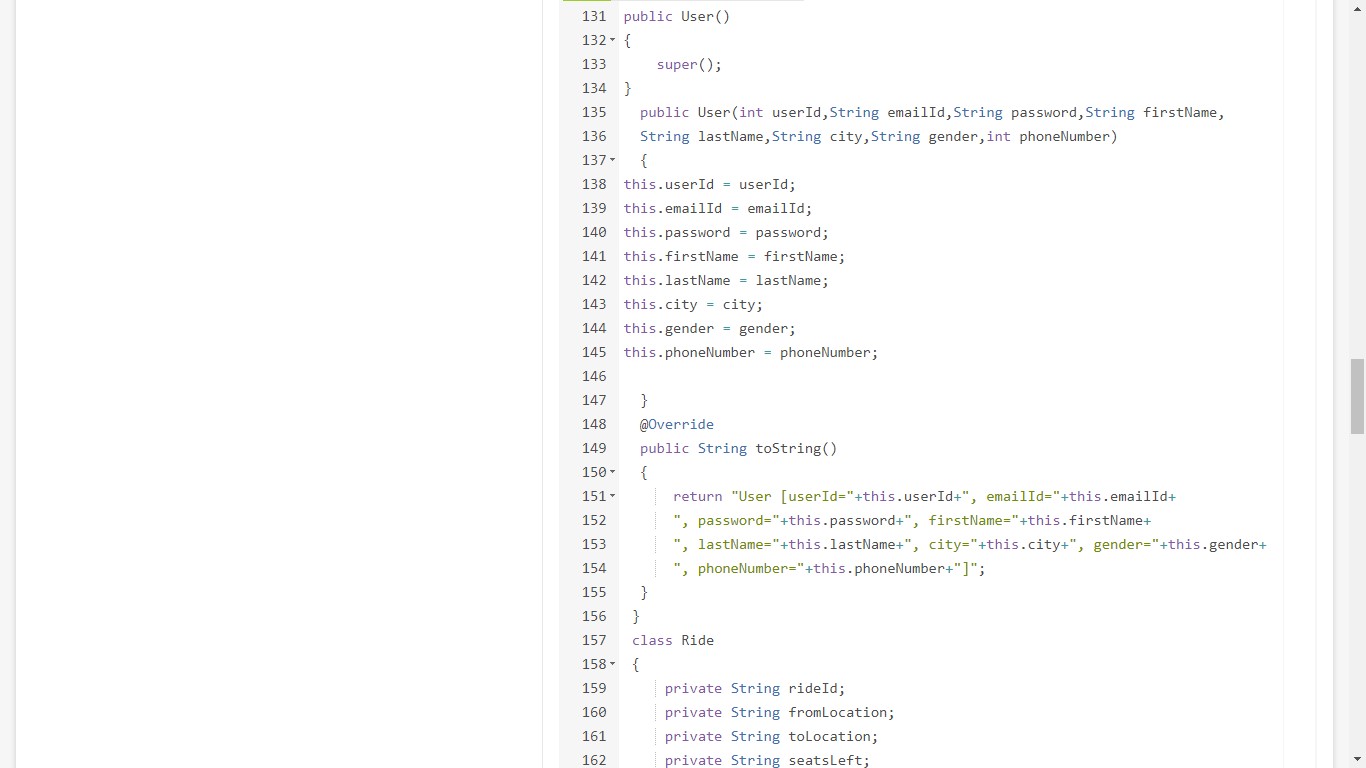 131 public User()
132 {
133 super();
134 }
135 public User(int userId,String emailId,String password,String firstName,
136 String lastName,String city,String gender,int phoneNumber)
137 {
138 this.userId = userId;
139 this.emailId = emailId;
140 this.password = password;
141 this.firstName = firstName;
142 this.lastName = lastName;
143 this.city = city;
144 this.gender = gender;
145 this.phoneNumber = phoneNumber;
146
147 }
148 @Override
149 public String toString()
150 {
151 return "User [userId="+this.userId+", emailId="+this.emailId+
152 ", password="+this.password+", firstName="+this.firstName+
153 ", lastName="+this.lastName+", city="+this.city+", gender="+this.gender+
154 ", phoneNumber="+this.phoneNumber+"]";
155 }
156 }
157 class Ride
158 {
159 private String rideId;
160 private String fromLocation;
161 private String toLocation;
162 private String seatsLeft;